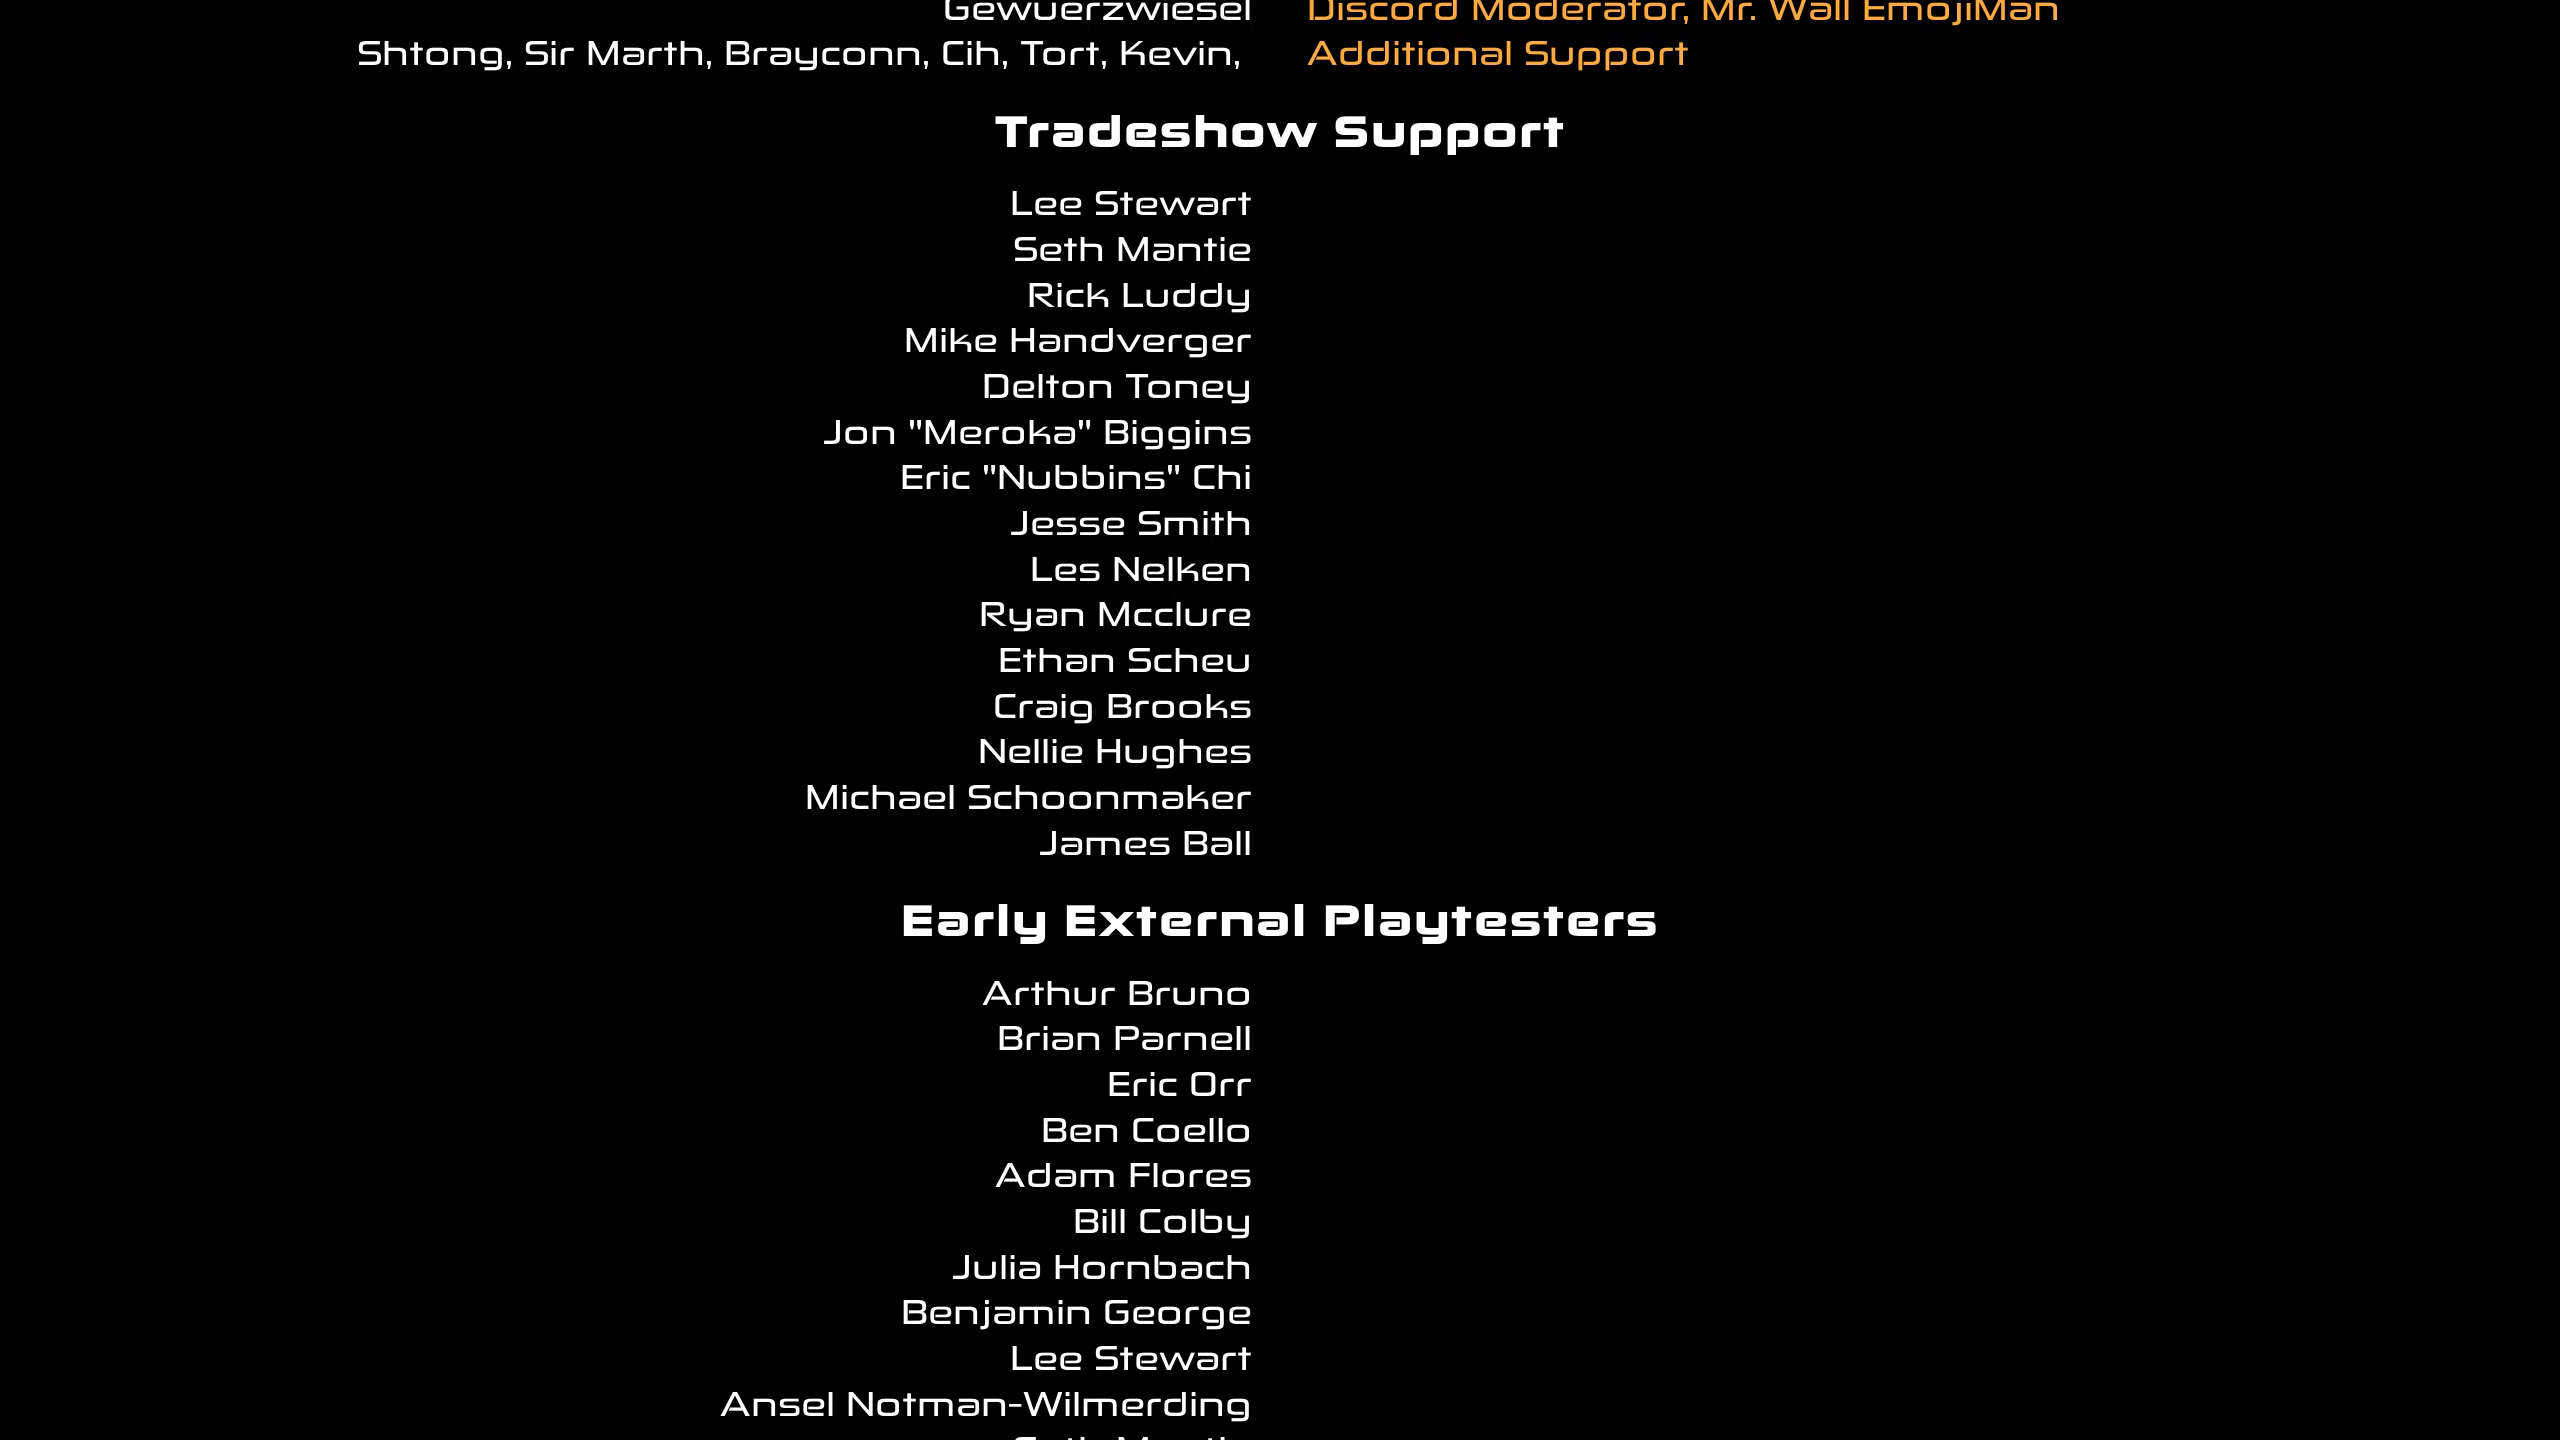 Gewuerzwiesel Discord Moderator, Mr. Wall EmojiMan
Shtong, Sir Marth, Brayconn, Cih, Tort, Kevin, Additional Support
Tradeshow Support
Lee Stewart
Seth Mantie
Rick Luddy
Mike Handverger
Delton Toney
Jon "Meroka" Biggins
Eric "Nubbins" Chi
Jesse Smith
Les Nelken
Ryan Mcclure
Ethan Scheu
Craig Brooks
Nellie Hughes
Michael Schoonmaker
James Ball
Early External Playtesters
Arthur Bruno
Brian Parnell
Eric Orr
Ben Coello
Adam Flores
Bill Colby
Julia Hornbach
Benjamin George
Lee Stewart
Ansel Notman-Wilmerding